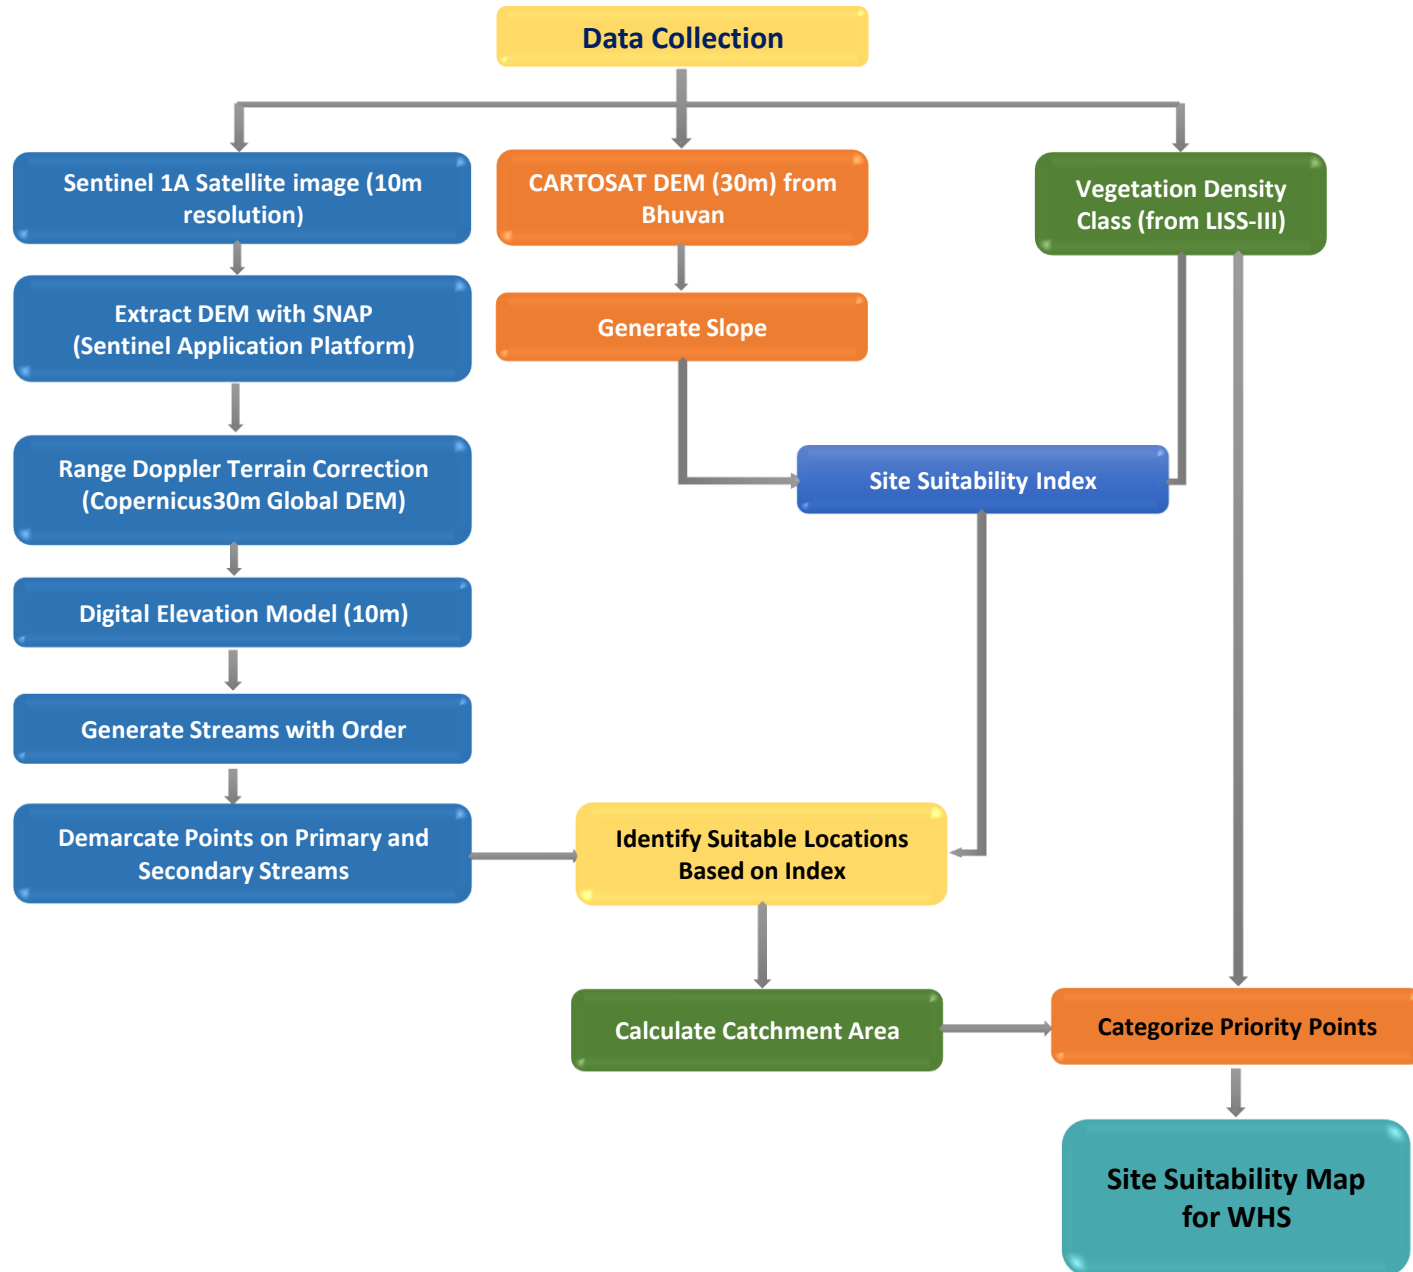 Data Collection
Sentinel 1A Satellite image (10m
resolution)
CARTOSAT DEM (30m) from
Bhuvan
Vegetation Density
Class (from LISS-III)
Extract DEM with SNAP
(Sentinel Application Platform)
Generate Slope
Range Doppler Terrain Correction
(Copernicus30m Global DEM)
Site Suitability Index
Digital Elevation Model (10m)
Generate Streams with Order
Demarcate Points on Primary and
Secondary Streams
Identify Suitable Locations
Based on Index
Calculate Catchment Area
Categorize Priority Points
Site Suitability Map
for WHS